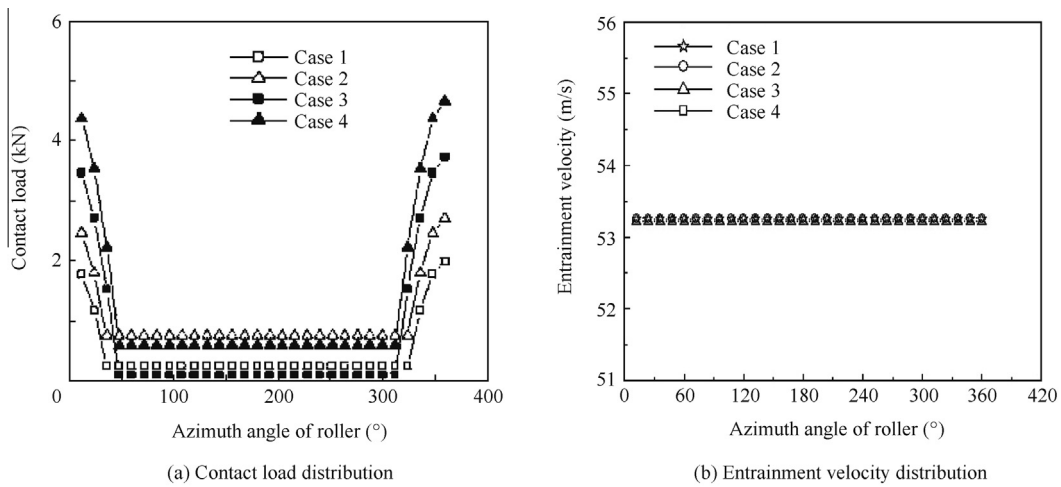 6
4
2
0
0
100
200
300
400
Contact load (kN)
Case 1
Case 2
Case 3
Case 4
Azimuth angle of roller (°)
(a) Contact load distribution
56
55
54
53
52
51
0
60
120
180
240
300
360
420
Entrainment velocity (m/s)
Case 1
Case 2
Case 3
Case 4
Azimuth angle of roller (°)
(b) Entrainment velocity distribution